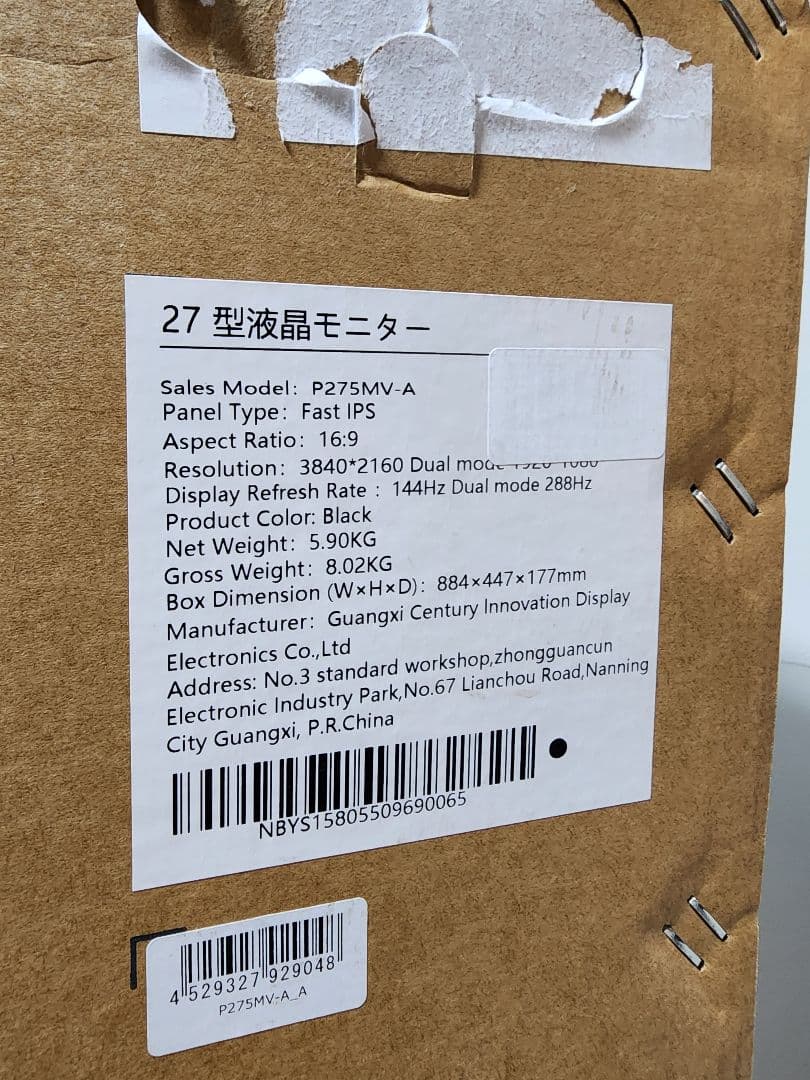 27 型液晶モニター
Sales Model: P275MV-A
Panel Type: Fast IPS
Aspect Ratio: 16:9
Resolution: 3840*2160 Dual mode 1920*1080
Display Refresh Rate : 144Hz Dual mode 288Hz
Product Color: Black
Net Weight: 5.90KG
Gross Weight: 8.02KG
Box Dimension (W×H×D): 884×447×177mm
Manufacturer: Guangxi Century Innovation Display
Electronics Co.,Ltd
Address: No.3 standard workshop,zhongguancun
Electronic Industry Park,No.67 Lianchou Road,Nanning
City Guangxi, P.R.China
NBYS15805509690065
4 529327 929048
P275MV-A_A